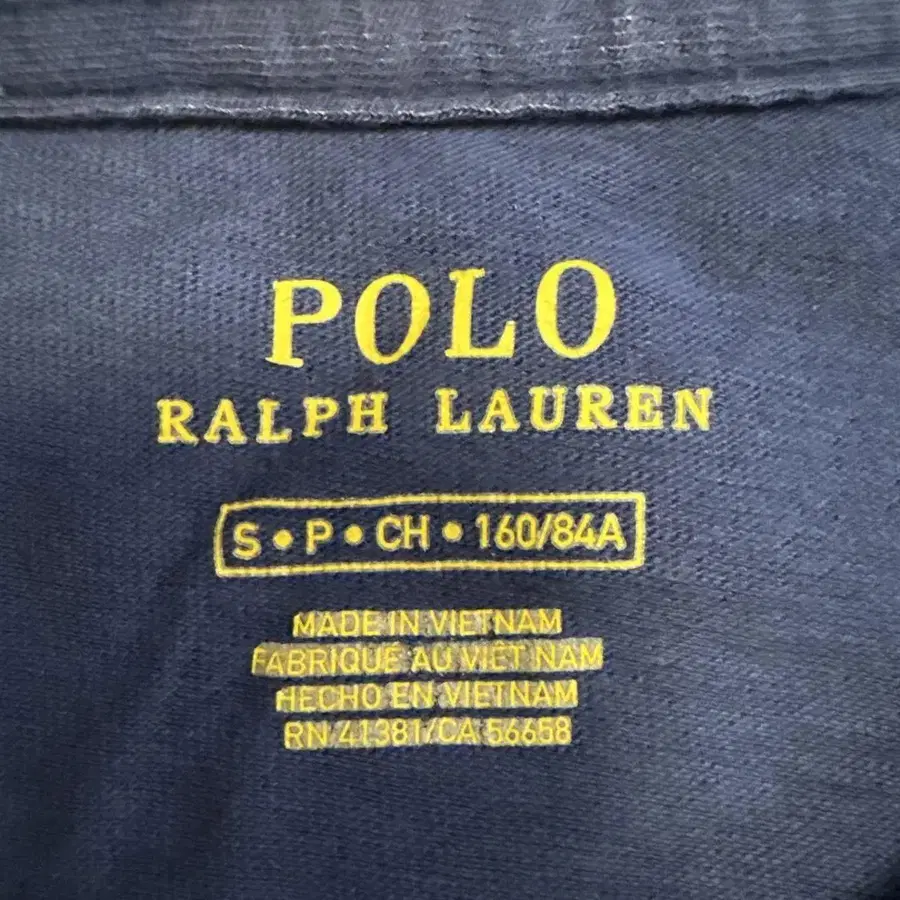 POLO
RALPH LAUREN
S • P • CH • 160/84A
MADE IN VIETNAM
FABRIQUÉ AU VIÊT NAM
HECHO EN VIETNAM
RN 41381/CA 56658